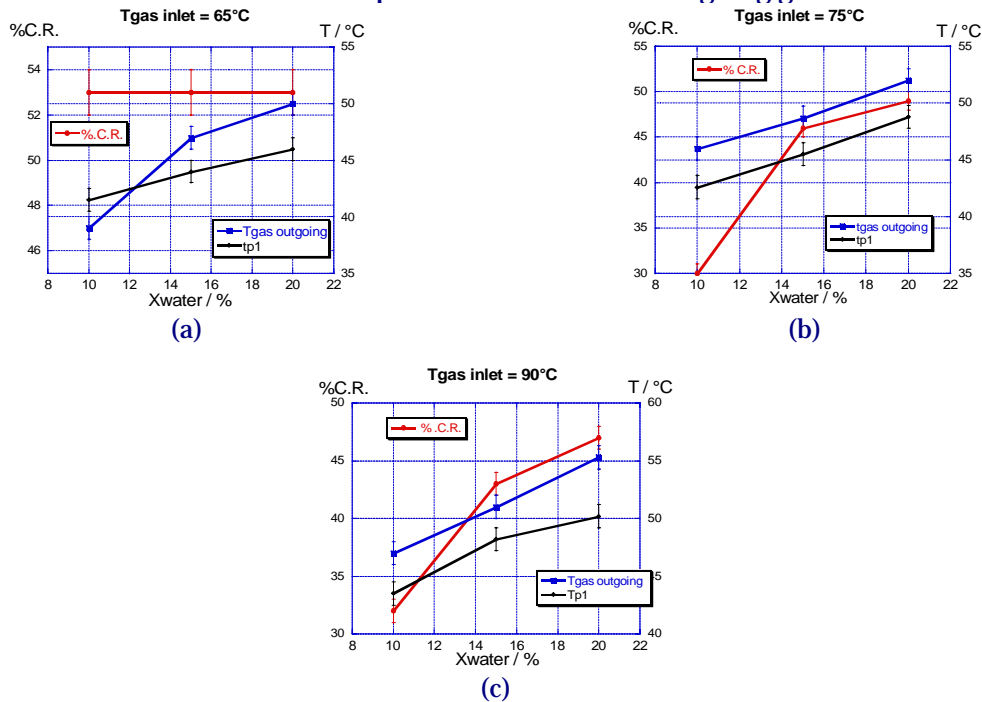 Tgas inlet = 65°C
%C.R.
T / °C
54
52
50
48
46
55
50
45
40
35
%.C.R.
Tgas outgoing
tp1
8 10 12 14 16 18 20 22
Xwater / %
(a)
Tgas inlet = 75°C
%C.R.
T / °C
55
50
45
40
35
30
55
50
45
40
35
% C.R.
tgas outgoing
tp1
8 10 12 14 16 18 20 22
Xwater / %
(b)
Tgas inlet = 90°C
%C.R.
T / °C
50
45
40
35
30
60
55
50
45
40
% .C.R.
Tgas outgoing
Tp1
8 10 12 14 16 18 20 22
Xwater / %
(c)